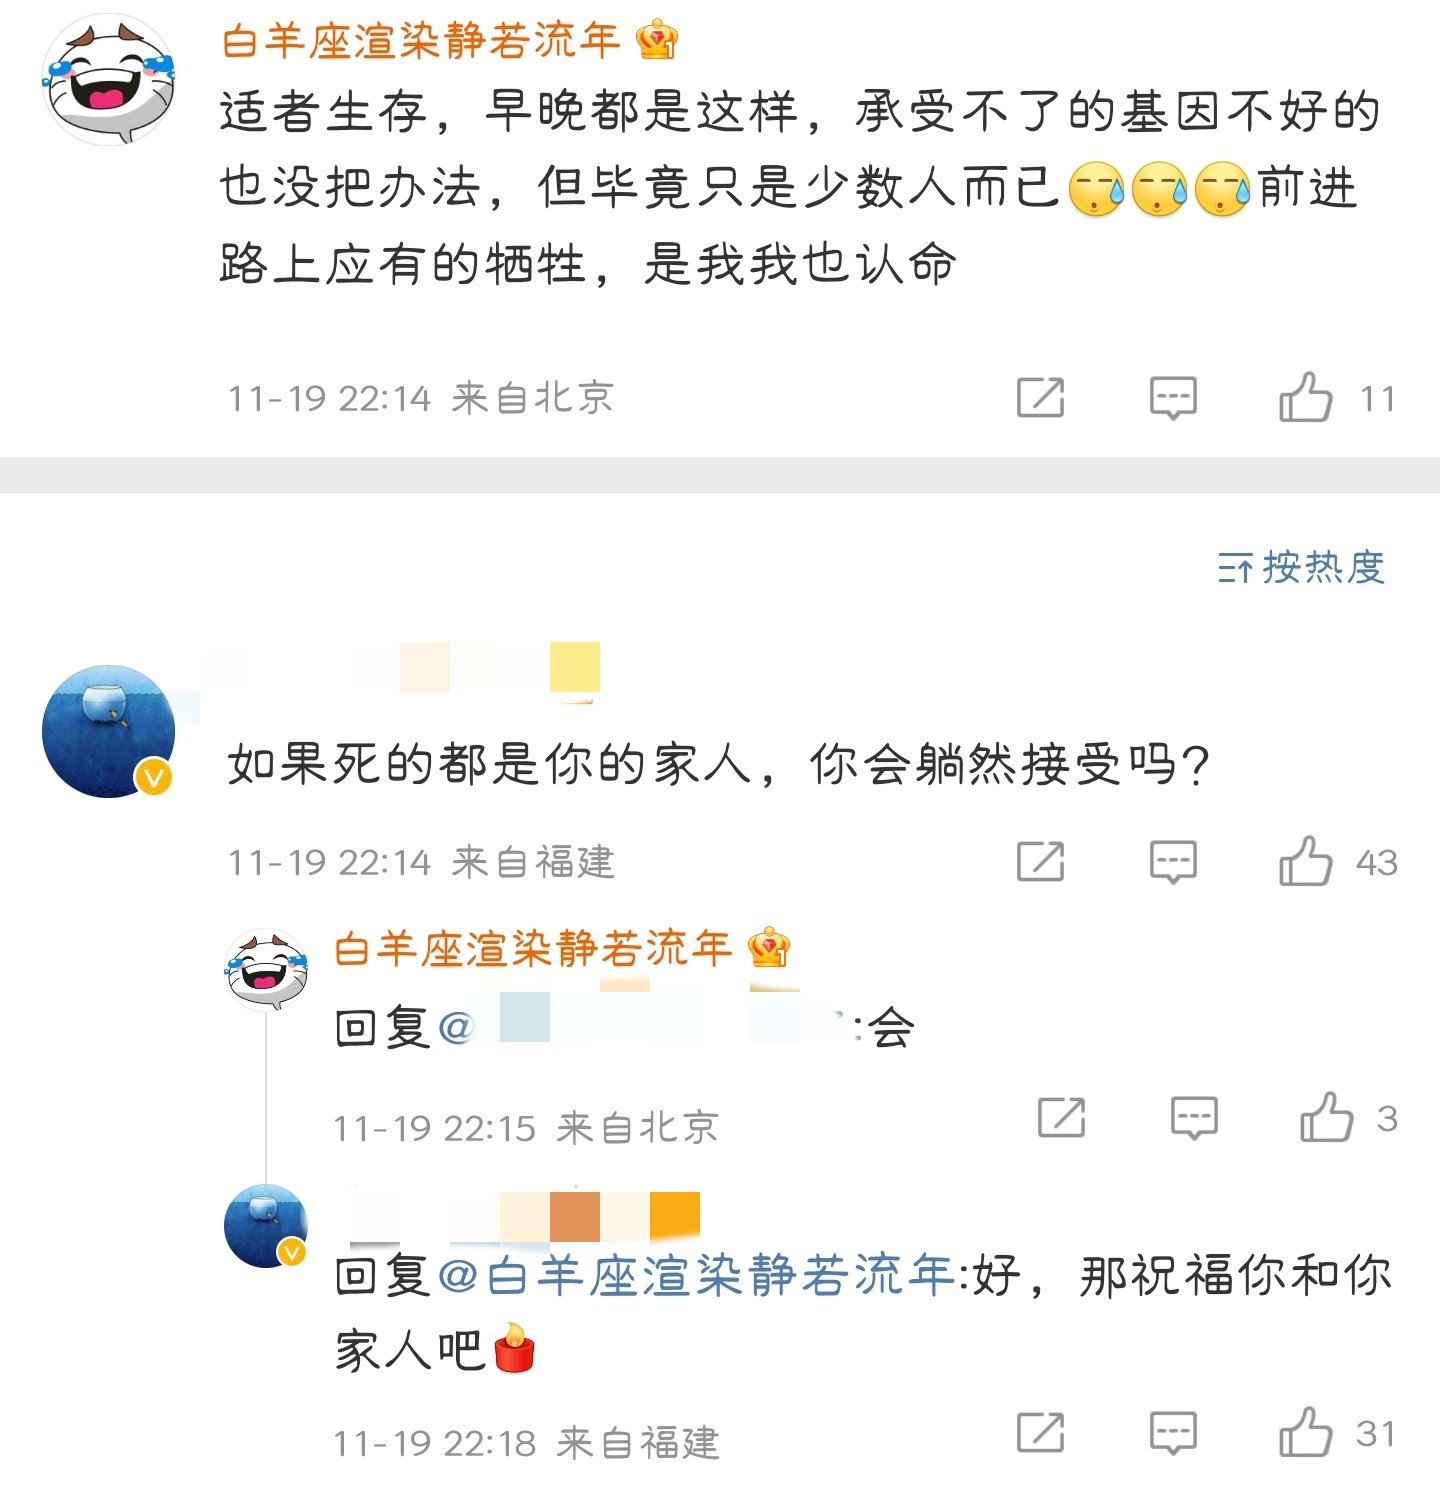 白羊座渲染静若流年
适者生存，早晚都是这样，承受不了的基因不好的
也没把办法，但毕竟只是少数人而已😌😌😌前进
路上应有的牺牲，是我我也认命
11-19 22:14 来自北京
11
按热度
如果死的都是你的家人，你会躺然接受吗?
11-19 22:14 来自福建
43
白羊座渲染静若流年
回复@ :会
11-19 22:15 来自北京
3
回复@白羊座渲染静若流年:好，那祝福你和你
家人吧🕯
11-19 22:18 来自福建
31